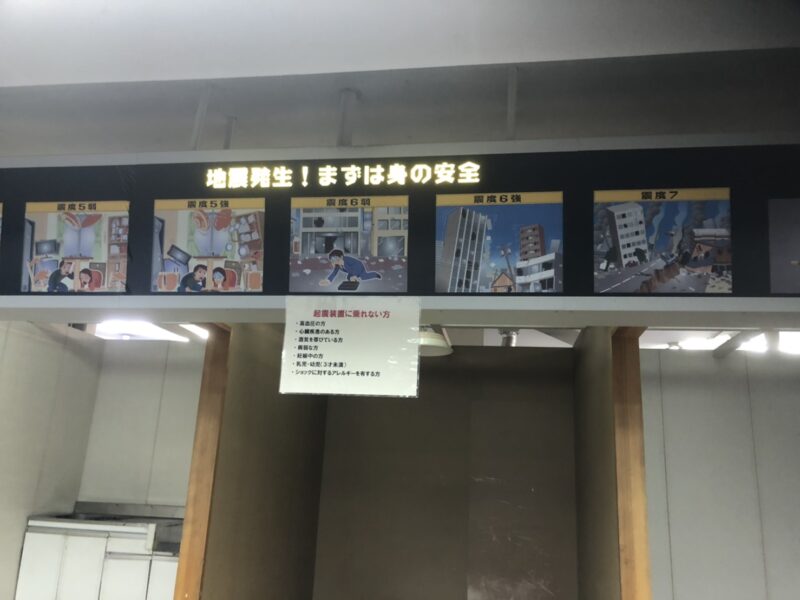 地震発生！まずは身の安全
震度5弱
震度5強
震度6弱
震度6強
震度7
起震装置に乗れない方
・高血圧の方
・心臓疾患のある方
・酒気を帯びている方
・病弱な方
・妊娠中の方
・乳児・幼児(3才未満)
・ショックに対するアレルギーを有する方